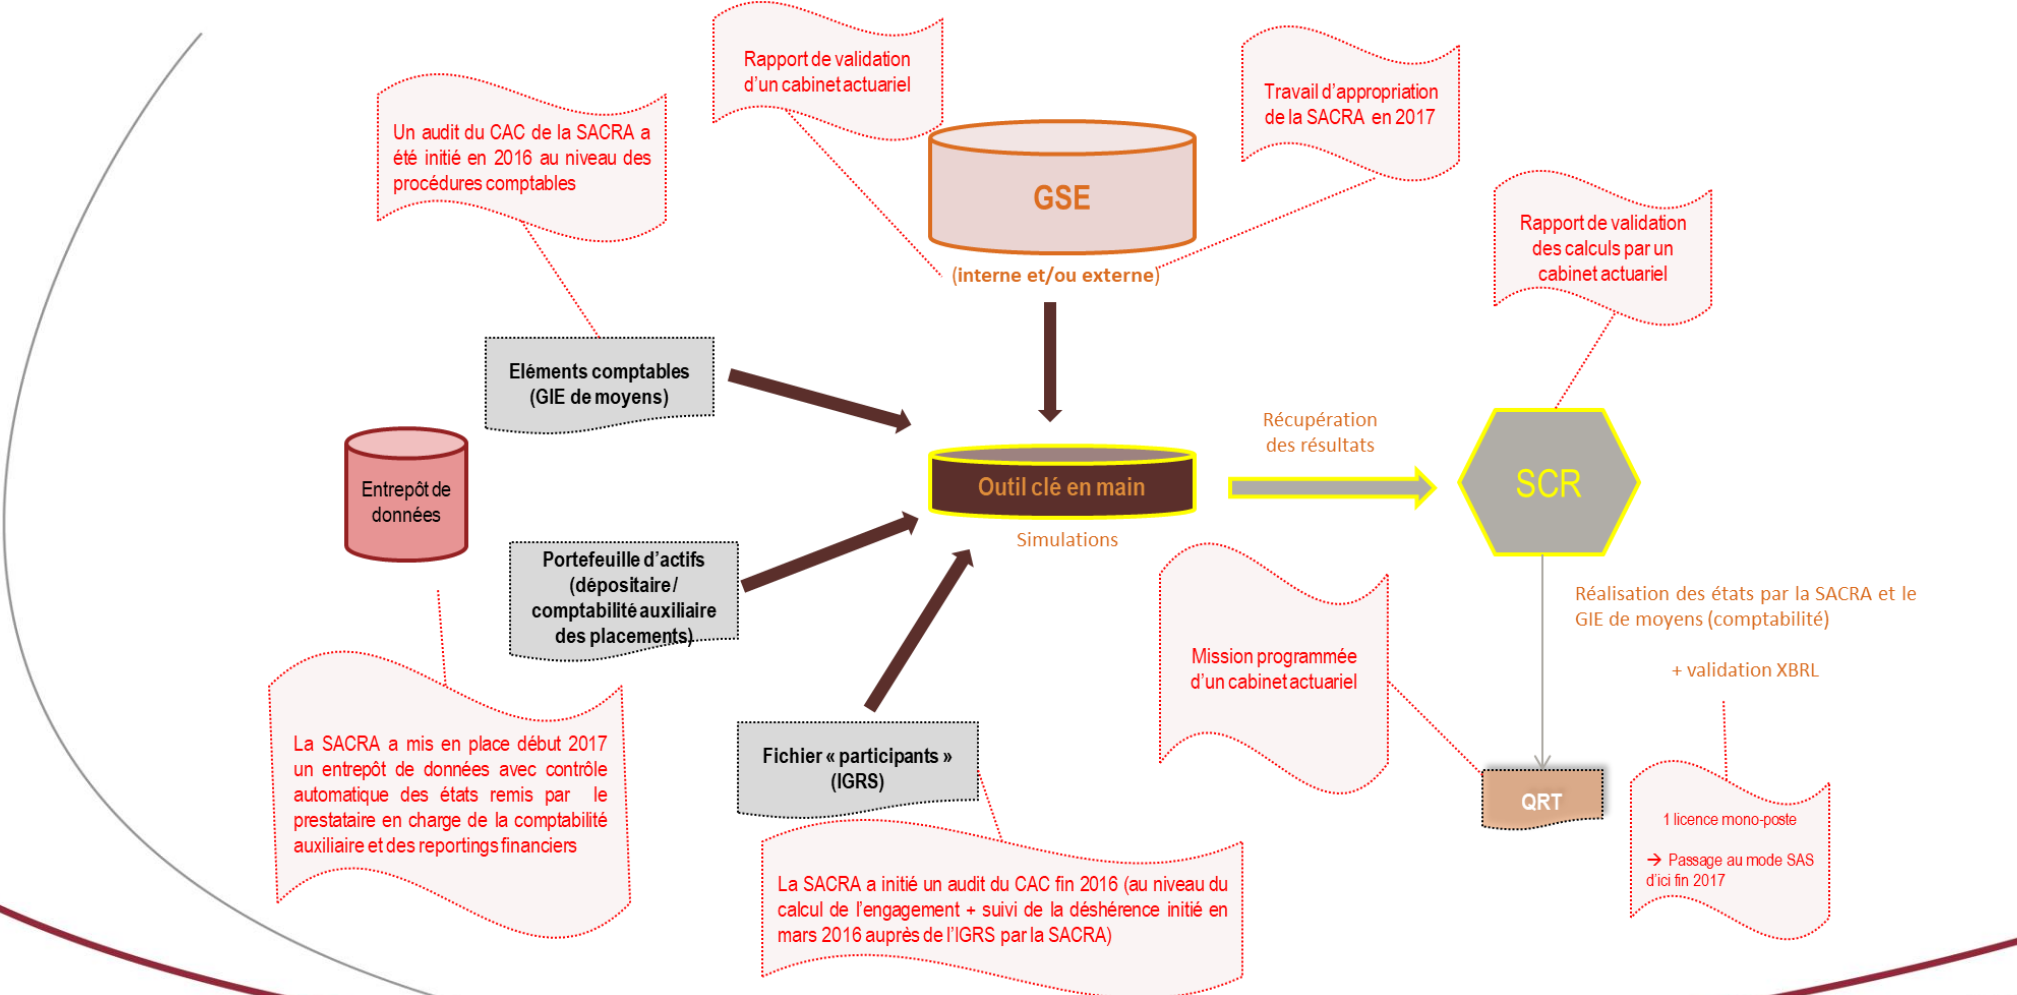 Rapport de validation
d'un cabinet actuariel
Travail d'appropriation
de la SACRA en 2017
Un audit du CAC de la SACRA a
été initié en 2016 au niveau des
procédures comptables
GSE
(interne et/ou externe)
Rapport de validation
des calculs par un
cabinet actuariel
Eléments comptables
(GIE de moyens)
Entrepôt de
données
Outil clé en main
Simulations
Récupération
des résultats
SCR
Portefeuille d'actifs
(dépositaire /
comptabilité auxiliaire
des placements)
Réalisation des états par la SACRA et le
GIE de moyens (comptabilité)
+ validation XBRL
Mission programmée
d'un cabinet actuariel
La SACRA a mis en place début 2017
un entrepôt de données avec contrôle
automatique des états remis par le
prestataire en charge de la comptabilité
auxiliaire et des reportings financiers
Fichier « participants »
(IGRS)
QRT
1 licence mono-poste
→ Passage au mode SAS
d'ici fin 2017
La SACRA a initié un audit du CAC fin 2016 (au niveau du
calcul de l'engagement + suivi de la déshérence initié en
mars 2016 auprès de l'IGRS par la SACRA)